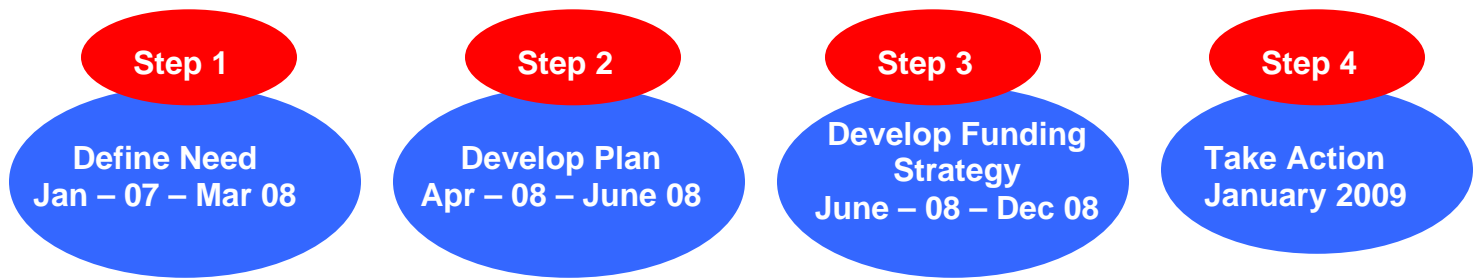 Step 1
Define Need
Jan – 07 – Mar 08
Step 2
Develop Plan
Apr – 08 – June 08
Step 3
Develop Funding
Strategy
June – 08 – Dec 08
Step 4
Take Action
January 2009